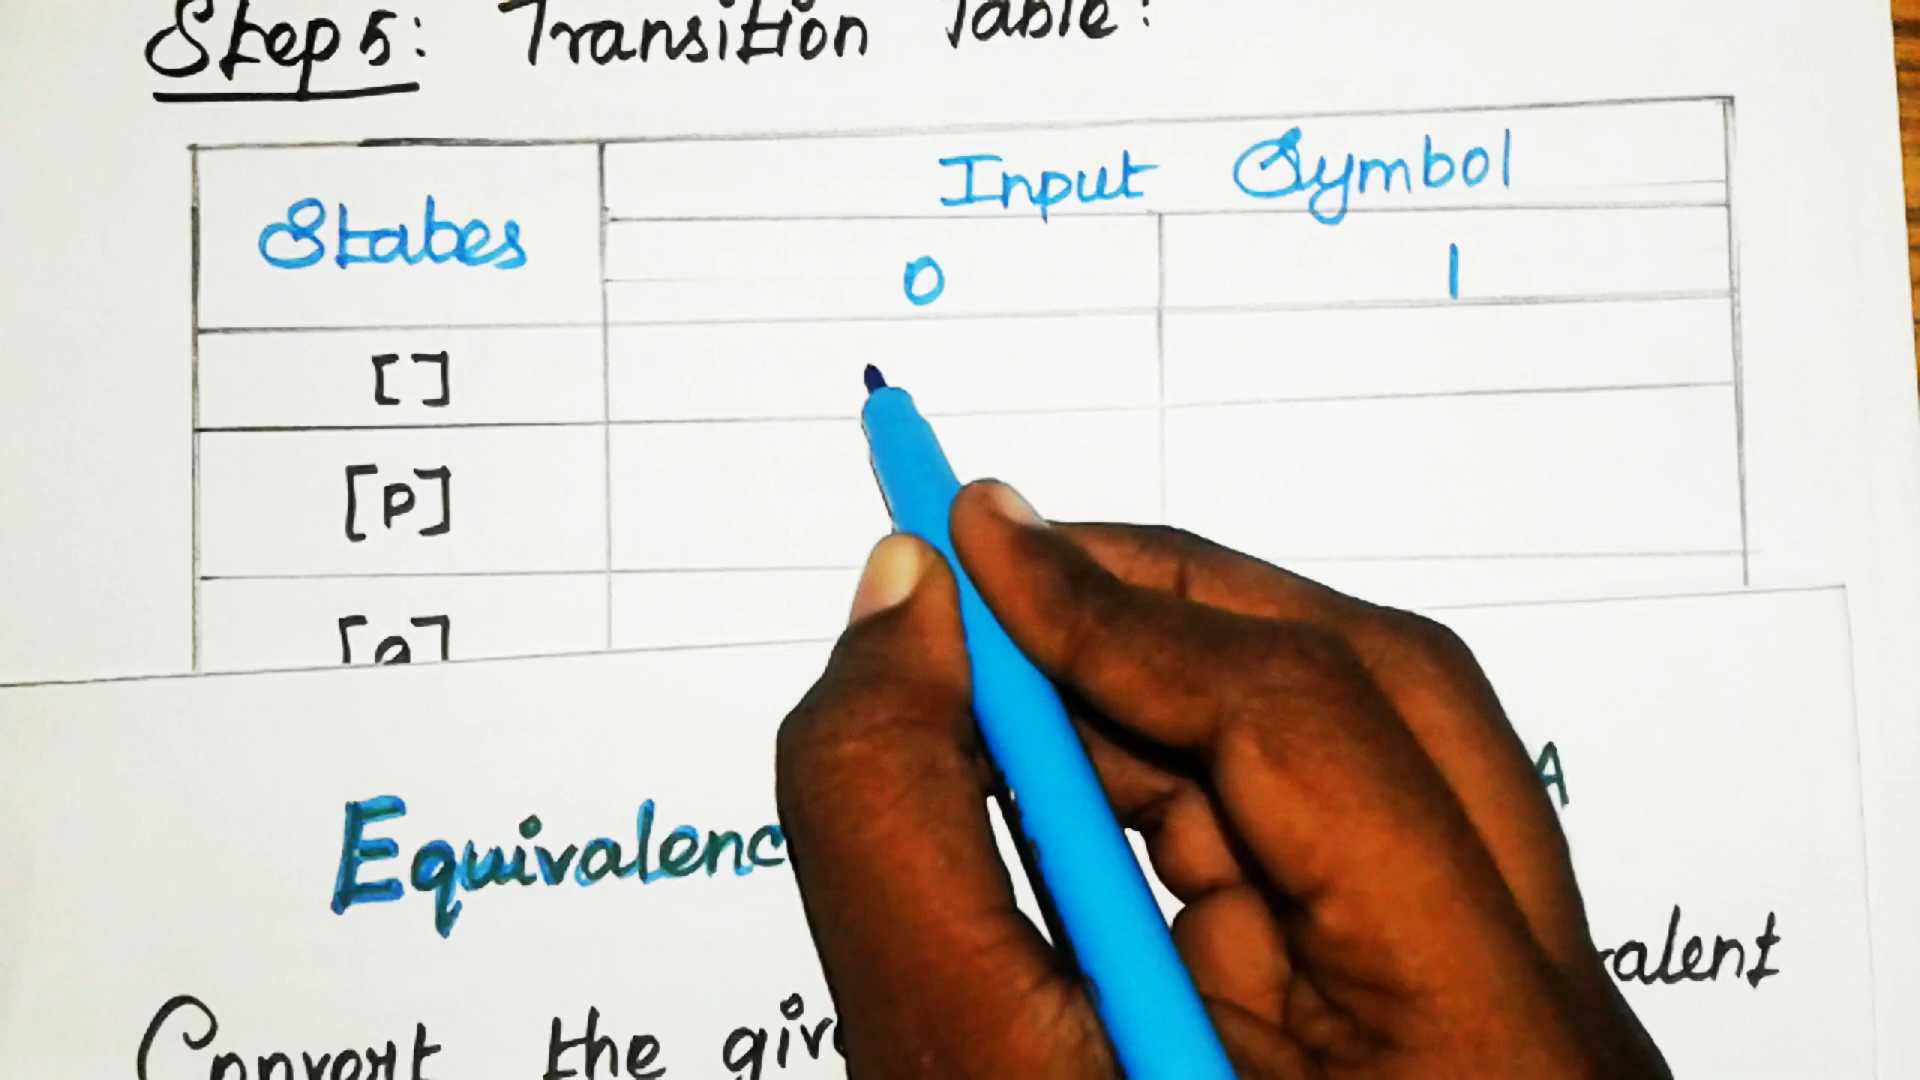 Step 5: Transition Table:
States
Input Symbol
0 1
[]
[P]
[q]
Equivalenc A
alent
Convert the giv